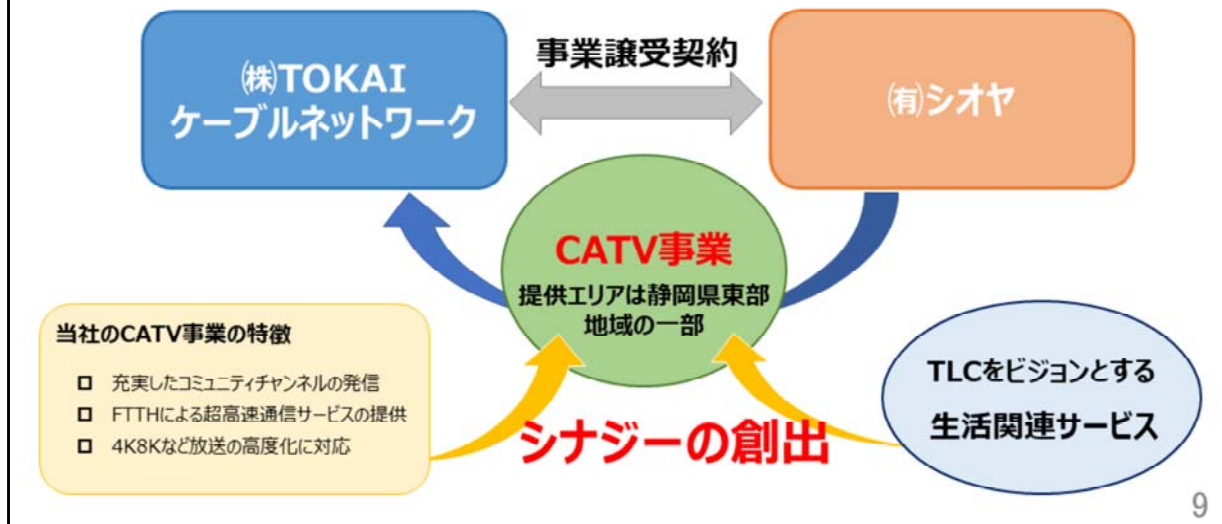 ㈱TOKAI
ケーブルネットワーク
事業譲受契約
㈲シオヤ
CATV事業
提供エリアは静岡県東部
地域の一部
当社のCATV事業の特徴
充実したコミュニティチャンネルの発信
FTTHによる超高速通信サービスの提供
4K8Kなど放送の高度化に対応
シナジーの創出
TLCをビジョンとする
生活関連サービス
9